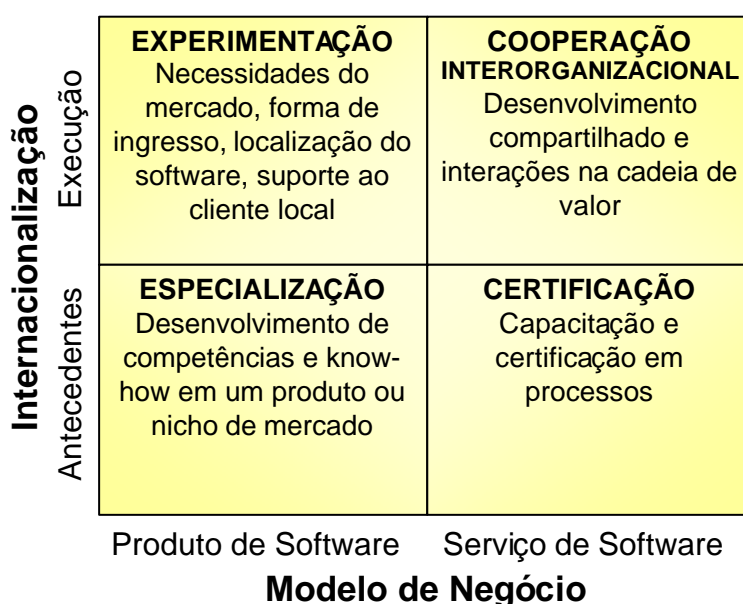 Internacionalização
Execução
EXPERIMENTAÇÃO
Necessidades do
mercado, forma de
ingresso, localização do
software, suporte ao
cliente local
COOPERAÇÃO
INTERORGANIZACIONAL
Desenvolvimento
compartilhado e
interações na cadeia de
valor
Antecedentes
ESPECIALIZAÇÃO
Desenvolvimento de
competências e know-
how em um produto ou
nicho de mercado
CERTIFICAÇÃO
Capacitação e
certificação em
processos
Produto de Software
Serviço de Software
Modelo de Negócio